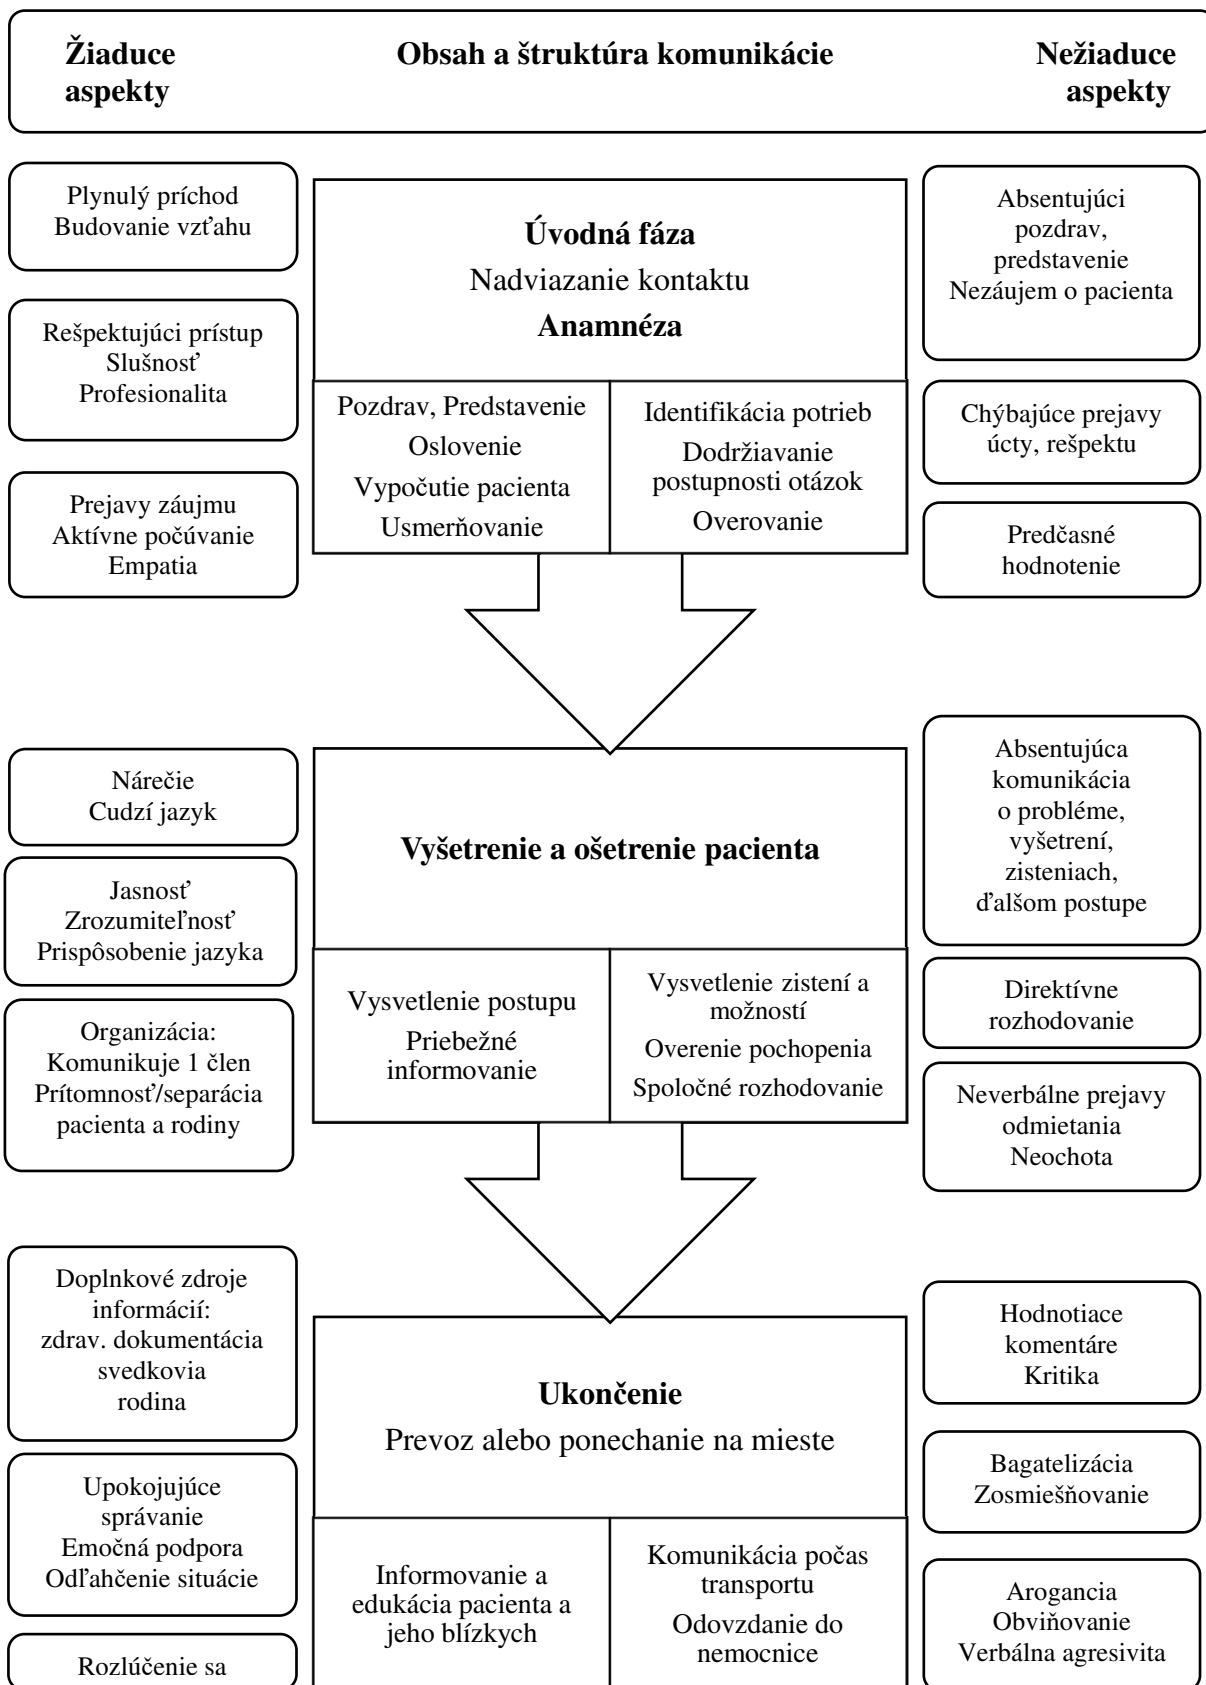 Žiaduce
aspekty
Obsah a štruktúra komunikácie
Nežiaduce
aspekty
Plynulý príchod
Budovanie vzťahu
Rešpektujúci prístup
Slušnosť
Profesionalita
Prejavy záujmu
Aktívne počúvanie
Empatia
Úvodná fáza
Nadviazanie kontaktu
Anamnéza
Pozdrav, Predstavenie
Oslovenie
Vypočutie pacienta
Usmerňovanie
Identifikácia potrieb
Dodržiavanie
postupnosti otázok
Overovanie
Absentujúci
pozdrav,
predstavenie
Nezáujem o pacienta
Chýbajúce prejavy
úcty, rešpektu
Predčasné
hodnotenie
Nárečie
Cudzí jazyk
Jasnosť
Zrozumiteľnosť
Prispôsobenie jazyka
Organizácia:
Komunikuje 1 člen
Prítomnosť/separácia
pacienta a rodiny
Vyšetrenie a ošetrenie pacienta
Vysvetlenie postupu
Priebežné
informovanie
Vysvetlenie zistení a
možností
Overenie pochopenia
Spoločné rozhodovanie
Absentujúca
komunikácia
o probléme,
vyšetrení,
zisteniach,
ďalšom postupe
Direktívne
rozhodovanie
Neverbálne prejavy
odmietania
Neochota
Doplnkové zdroje
informácií:
zdrav. dokumentácia
svedkovia
rodina
Upokojujúce
správanie
Emočná podpora
Odľahčenie situácie
Rozlúčenie sa
Ukončenie
Prevoz alebo ponechanie na mieste
Informovanie a
edukácia pacienta a
jeho blízkych
Komunikácia počas
transportu
Odovzdanie do
nemocnice
Hodnotiace
komentáre
Kritika
Bagatelizácia
Zosmiešňovanie
Arogancia
Obviňovanie
Verbálna agresivita